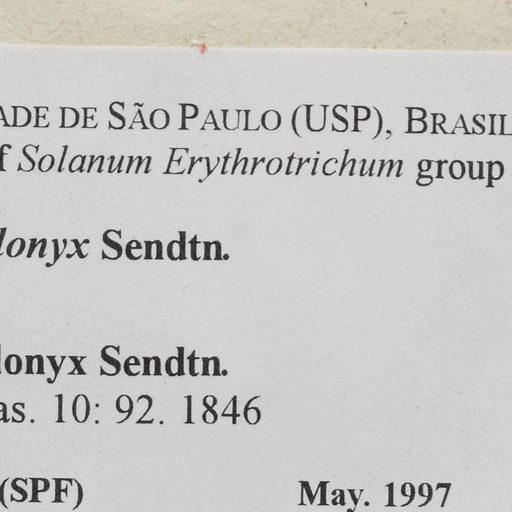 ADE DE SÃO PAULO (USP), BRASIL
f Solanum Erythrotrichum group
lonyx Sendtn.
lonyx Sendtn.
as. 10: 92. 1846
(SPF) May. 1997